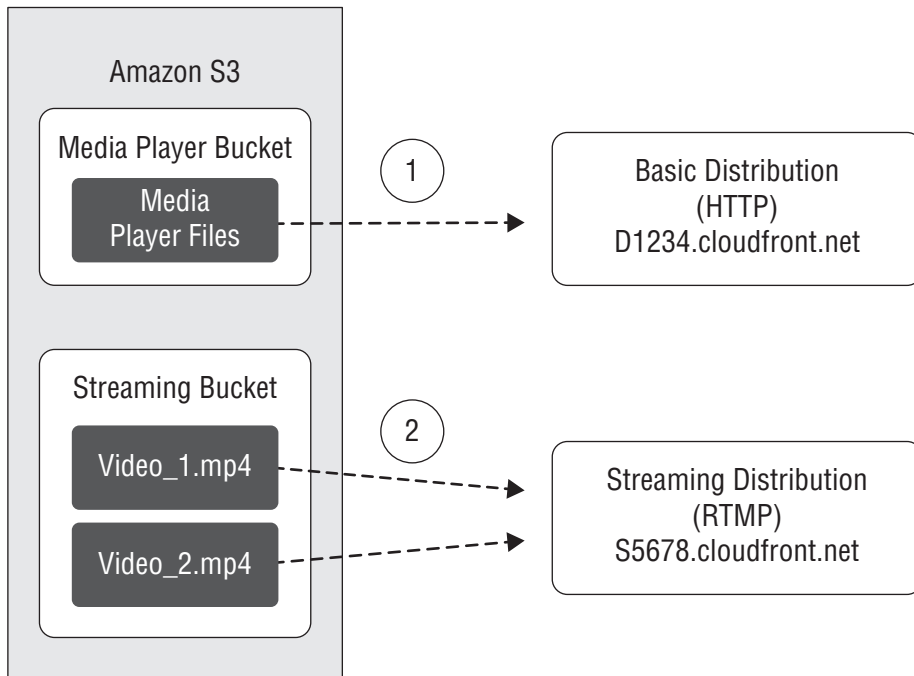 Amazon S3
Media Player Bucket
Media
Player Files
1
Basic Distribution
(HTTP)
D1234.cloudfront.net
Streaming Bucket
Video_1.mp4
Video_2.mp4
2
Streaming Distribution
(RTMP)
S5678.cloudfront.net